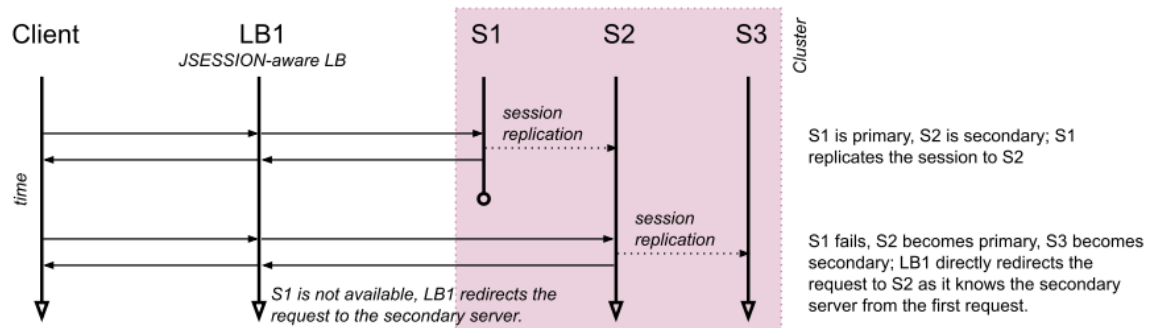 Client
LB1
JSESSION-aware LB
S1
S2
S3
Cluster
session
replication
S1 is primary, S2 is secondary; S1
replicates the session to S2
time
session
replication
S1 fails, S2 becomes primary, S3 becomes
secondary; LB1 directly redirects the
request to S2 as it knows the secondary
server from the first request.
S1 is not available, LB1 redirects the
request to the secondary server.